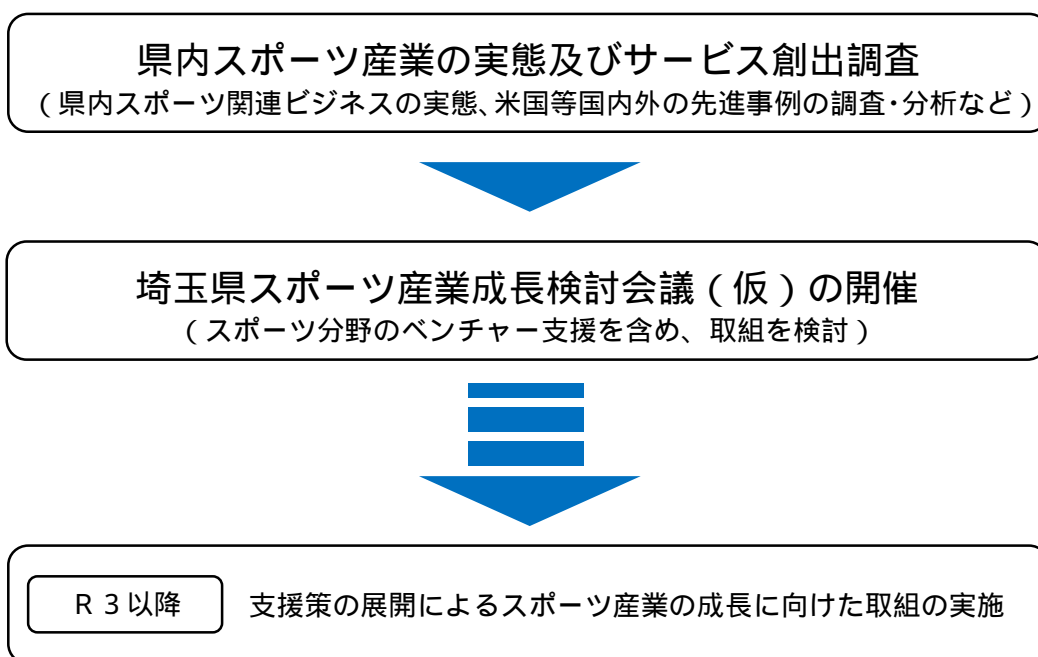 県内スポーツ産業の実態及びサービス創出調査
(県内スポーツ関連ビジネスの実態、米国等国内外の先進事例の調査・分析など)
埼玉県スポーツ産業成長検討会議(仮)の開催
(スポーツ分野のベンチャー支援を含め、取組を検討)
R3以降 支援策の展開によるスポーツ産業の成長に向けた取組の実施